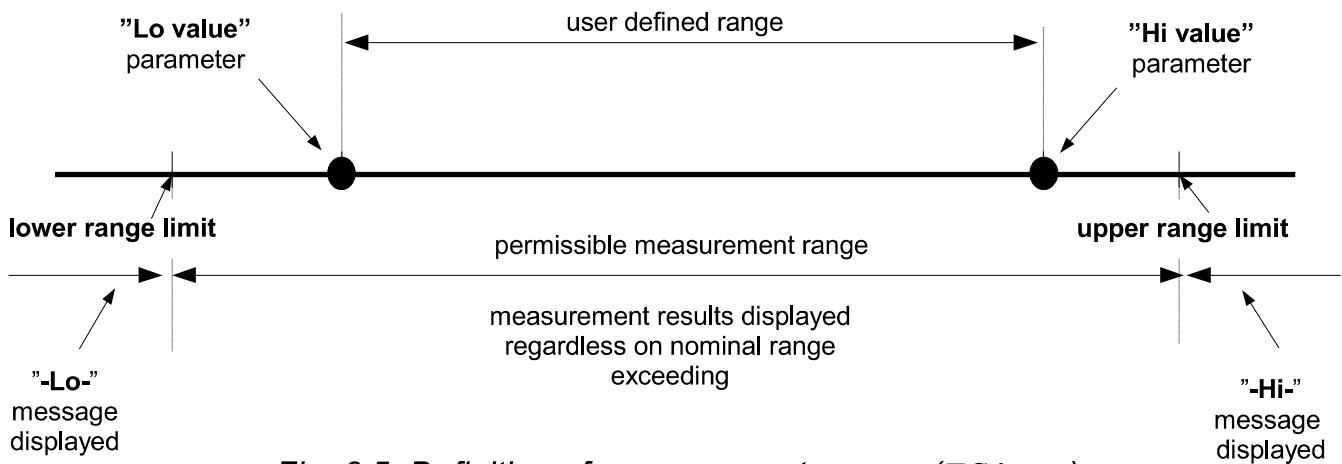 ”Lo value”
parameter
user defined range
”Hi value”
parameter
lower range limit
upper range limit
permissible measurement range
measurement results displayed
regardless on nominal range
exceeding
”-Lo-”
message
displayed
”-Hi-”
message
displayed